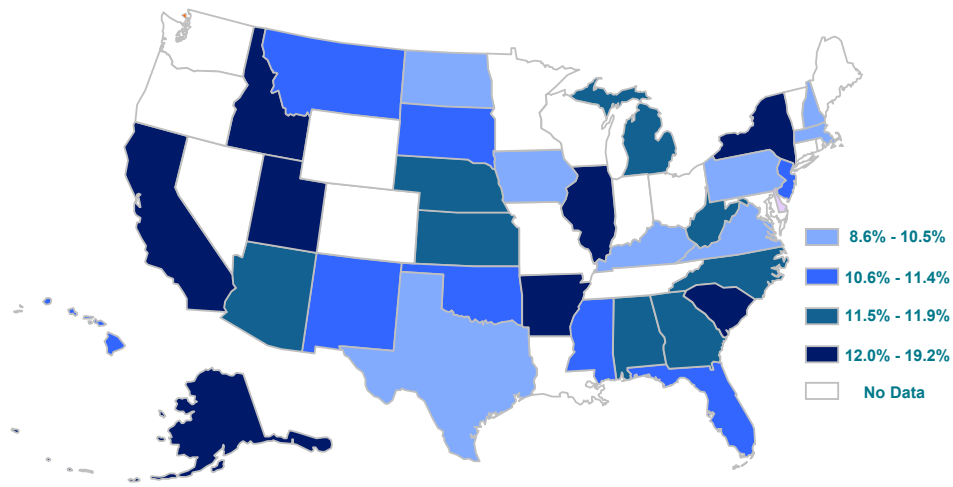 8.6% - 10.5%
10.6% - 11.4%
11.5% - 11.9%
12.0% - 19.2%
No Data